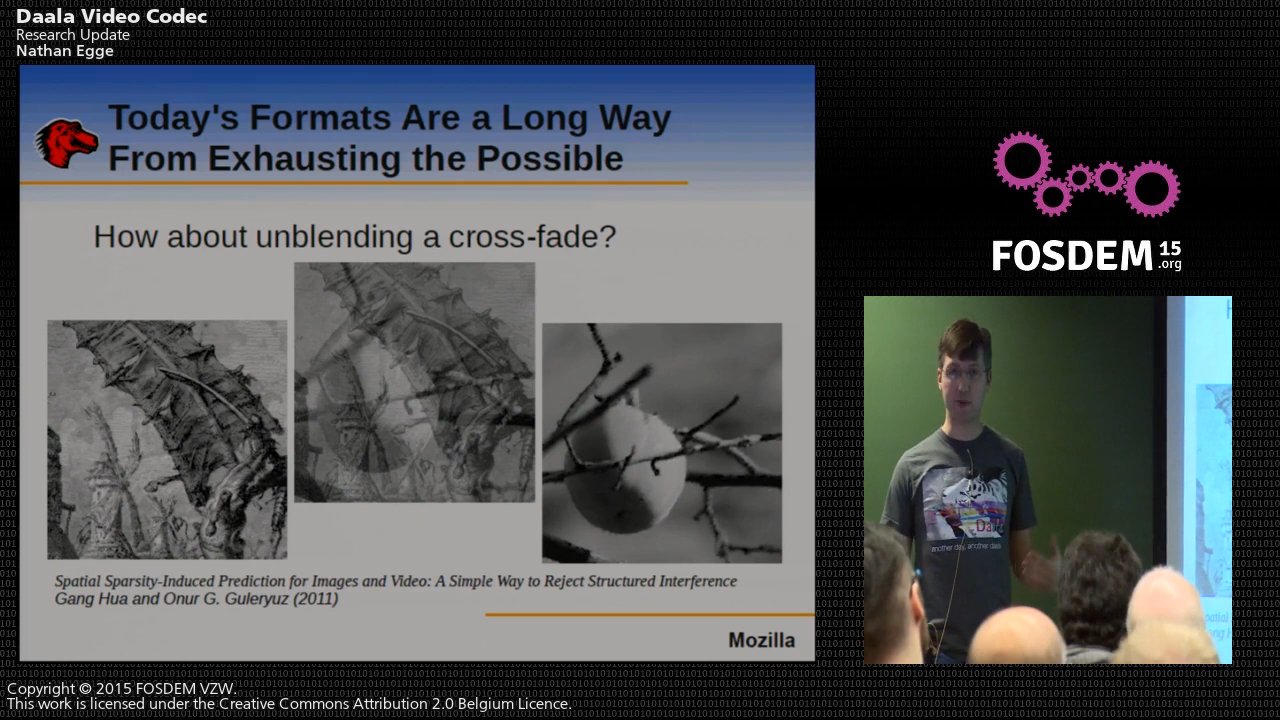 Daala Video Codec
Research Update
Nathan Egge
Today's Formats Are a Long Way
From Exhausting the Possible
How about unblending a cross-fade?
Spatial Sparsity-Induced Prediction for Images and Video: A Simple Way to Reject Structured Interference
Gang Hua and Onur G. Guleryuz (2011)
Mozilla
FOSDEM 15
.org
another day, another daala
Copyright © 2015 FOSDEM VZW.
This work is licensed under the Creative Commons Attribution 2.0 Belgium Licence.